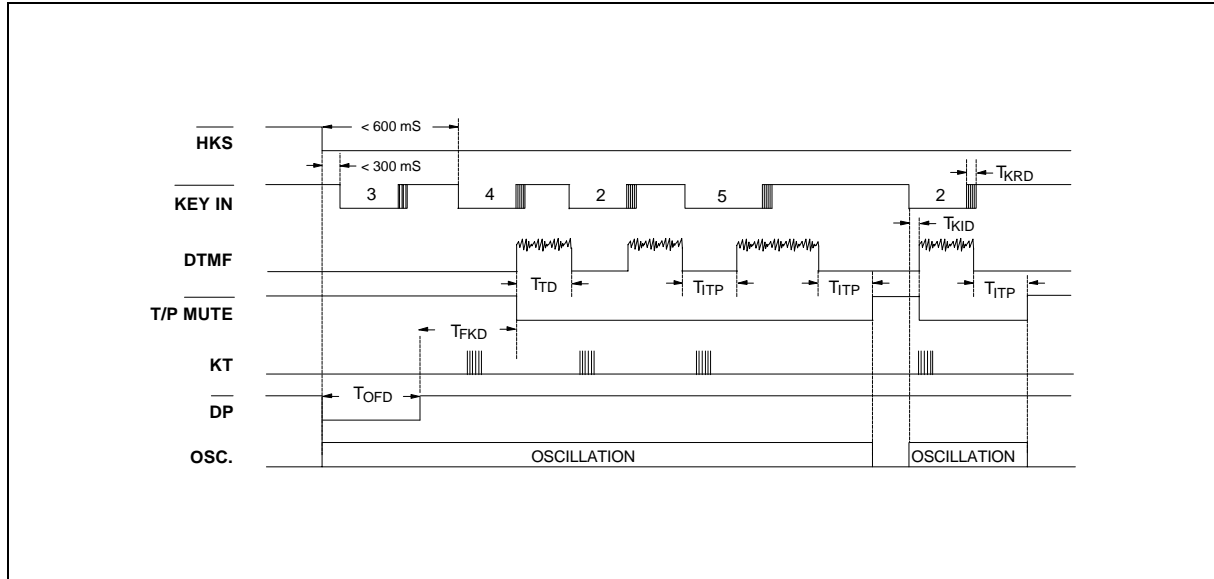 HKS
< 600 mS
< 300 mS
KEY IN
3
4
2
5
2
TKRD
TKID
DTMF
TTD
TITP
TITP
TITP
T/P MUTE
TFKD
KT
DP
TOFD
OSC.
OSCILLATION
OSCILLATION